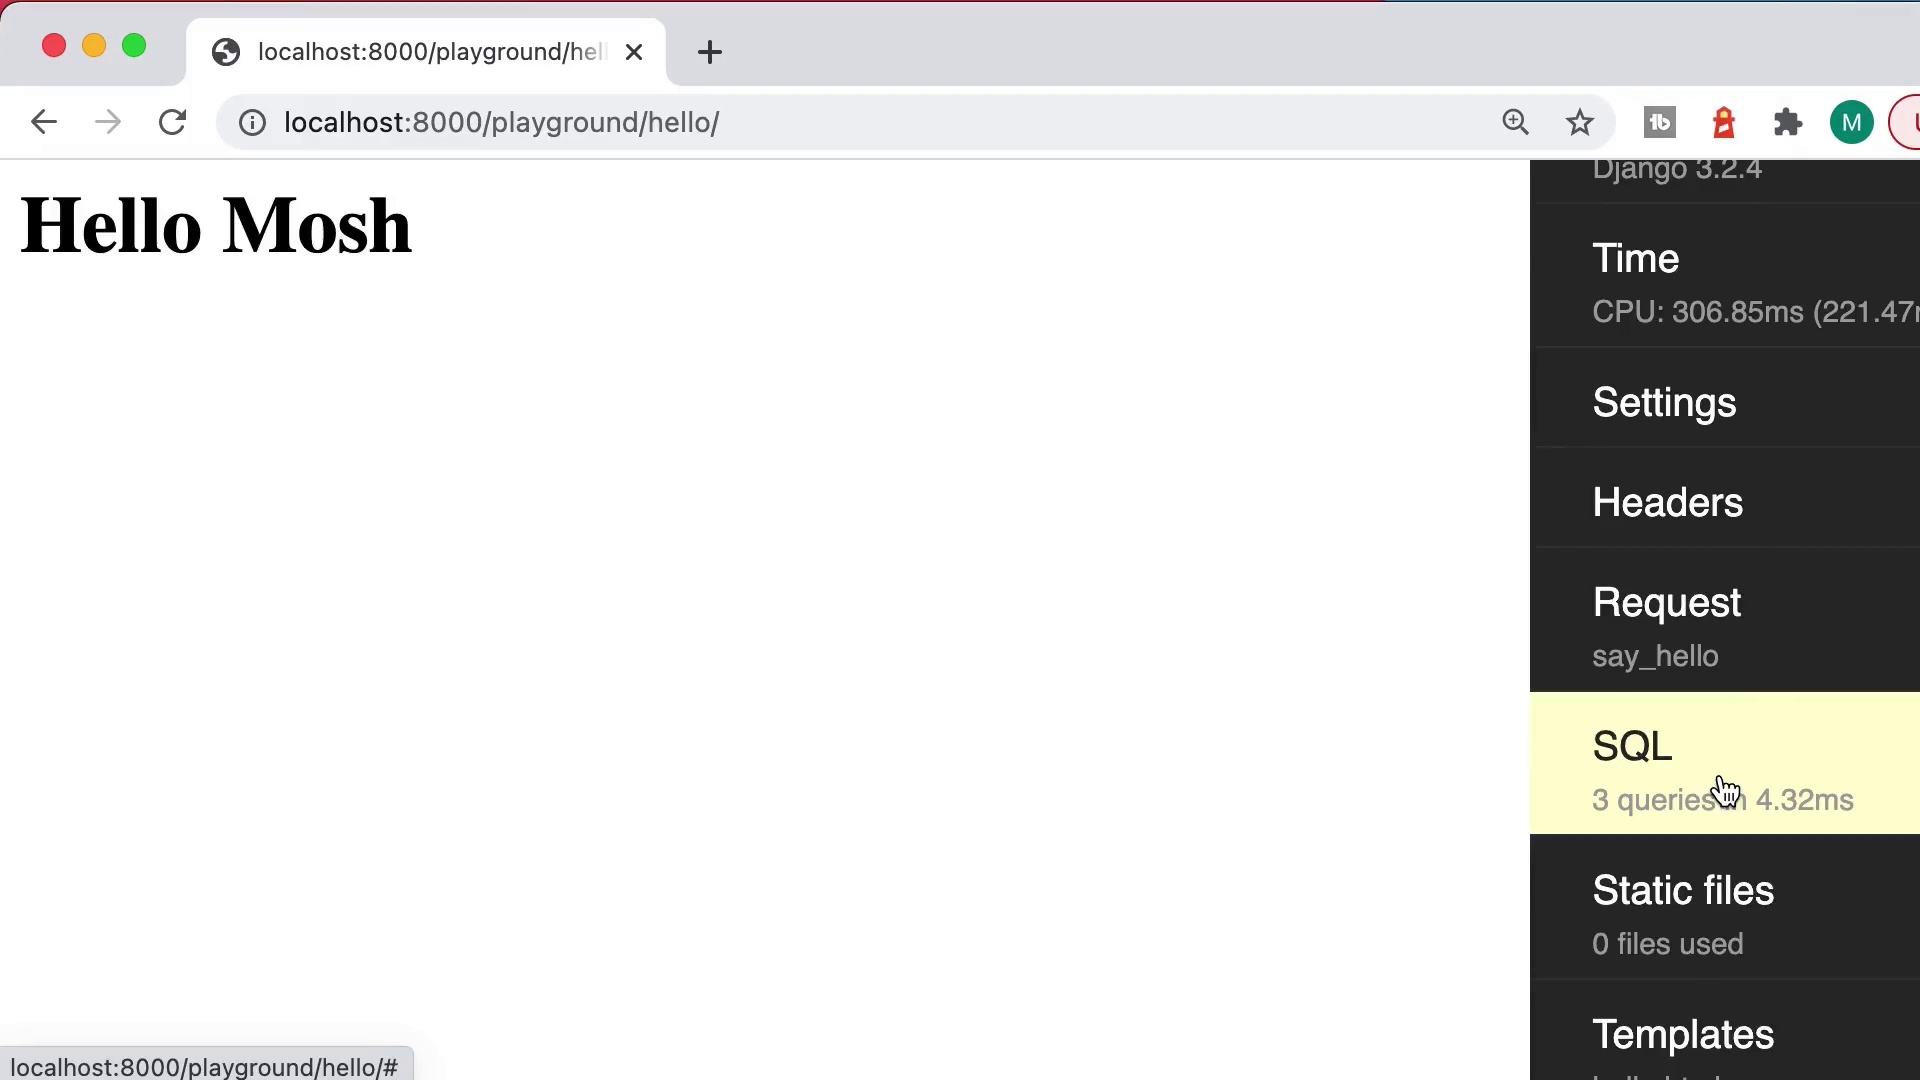 localhost:8000/playground/hel
localhost:8000/playground/hello/
M
Hello Mosh
Django 3.2.4
Time
CPU: 306.85ms (221.47
Settings
Headers
Request
say_hello
SQL
3 queries 4.32ms
Static files
0 files used
Templates
localhost:8000/playground/hello/#